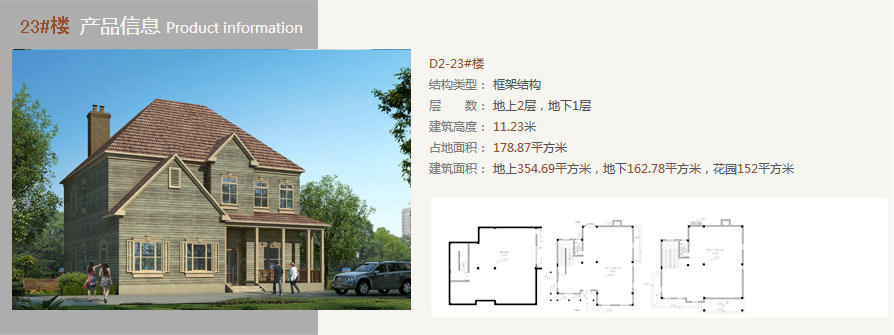 23#楼 产品信息 Product information
D2-23#楼
结构类型： 框架结构
层　　数： 地上2层，地下1层
建筑高度： 11.23米
占地面积： 178.87平方米
建筑面积： 地上354.69平方米，地下162.78平方米，花园152平方米